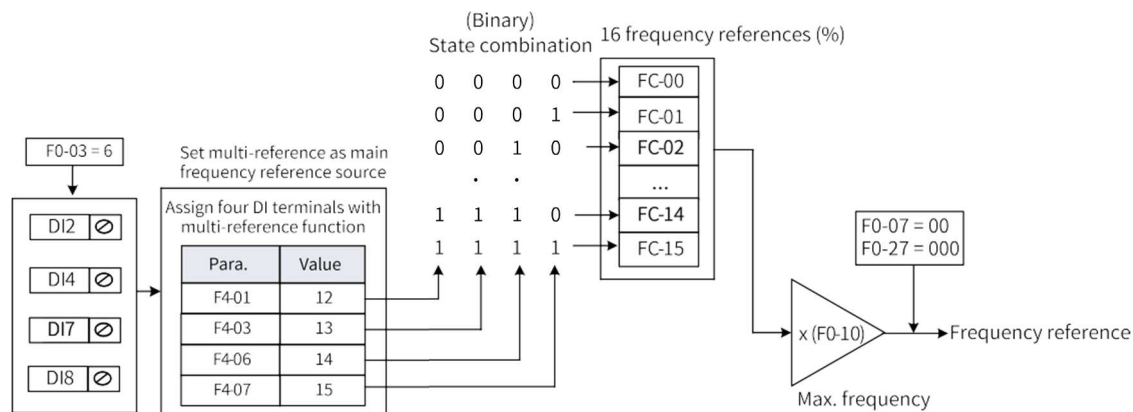 (Binary)
State combination
16 frequency references (%)
0 0 0 0
FC-00
0 0 0 1
FC-01
0 0 1 0
FC-02
. .
...
1 1 1 0
FC-14
1 1 1 1
FC-15
F0-03 = 6
Set multi-reference as main
frequency reference source
DI2
DI4
DI7
DI8
Assign four DI terminals with
multi-reference function
Para. Value
F4-01 12
F4-03 13
F4-06 14
F4-07 15
F0-07 = 00
F0-27 = 000
x (F0-10)
Frequency reference
Max. frequency